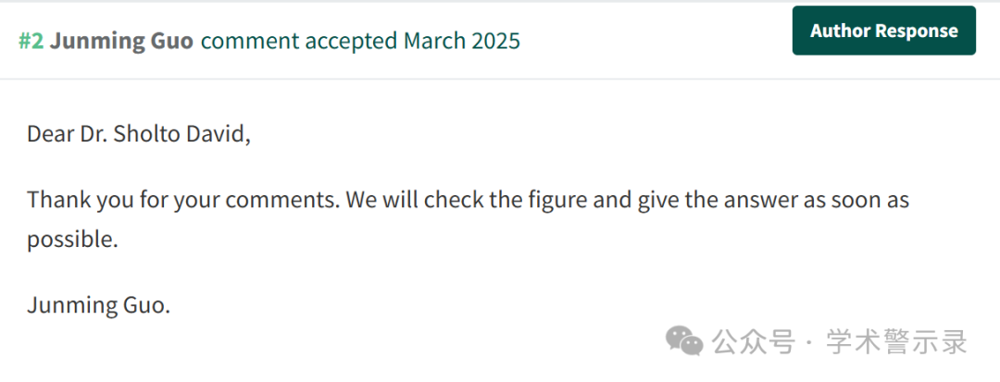 #2 Junming Guo comment accepted March 2025
Author Response
Dear Dr. Sholto David,
Thank you for your comments. We will check the figure and give the answer as soon as
possible.
Junming Guo.
公众号 · 学术警示录